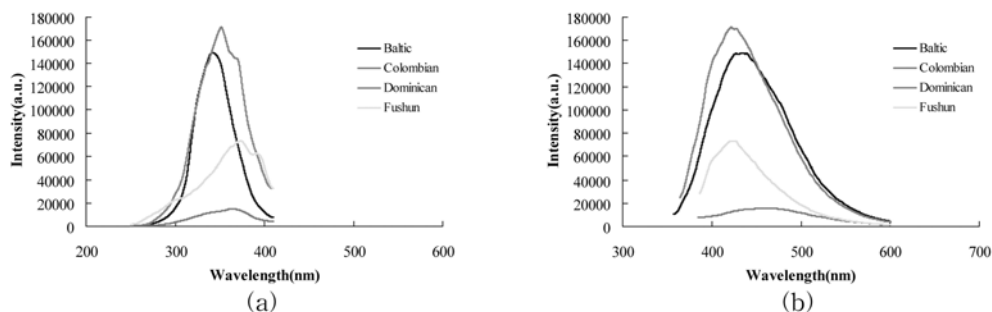 180000
160000
140000
120000
100000
80000
60000
40000
20000
0
Intensity(a.u.)
200 300 400 500 600
Wavelength(nm)
Baltic
Colombian
Dominican
Fushun
(a)
180000
160000
140000
120000
100000
80000
60000
40000
20000
0
Intensity(a.u.)
300 400 500 600 700
Wavelength(nm)
Baltic
Colombian
Dominican
Fushun
(b)